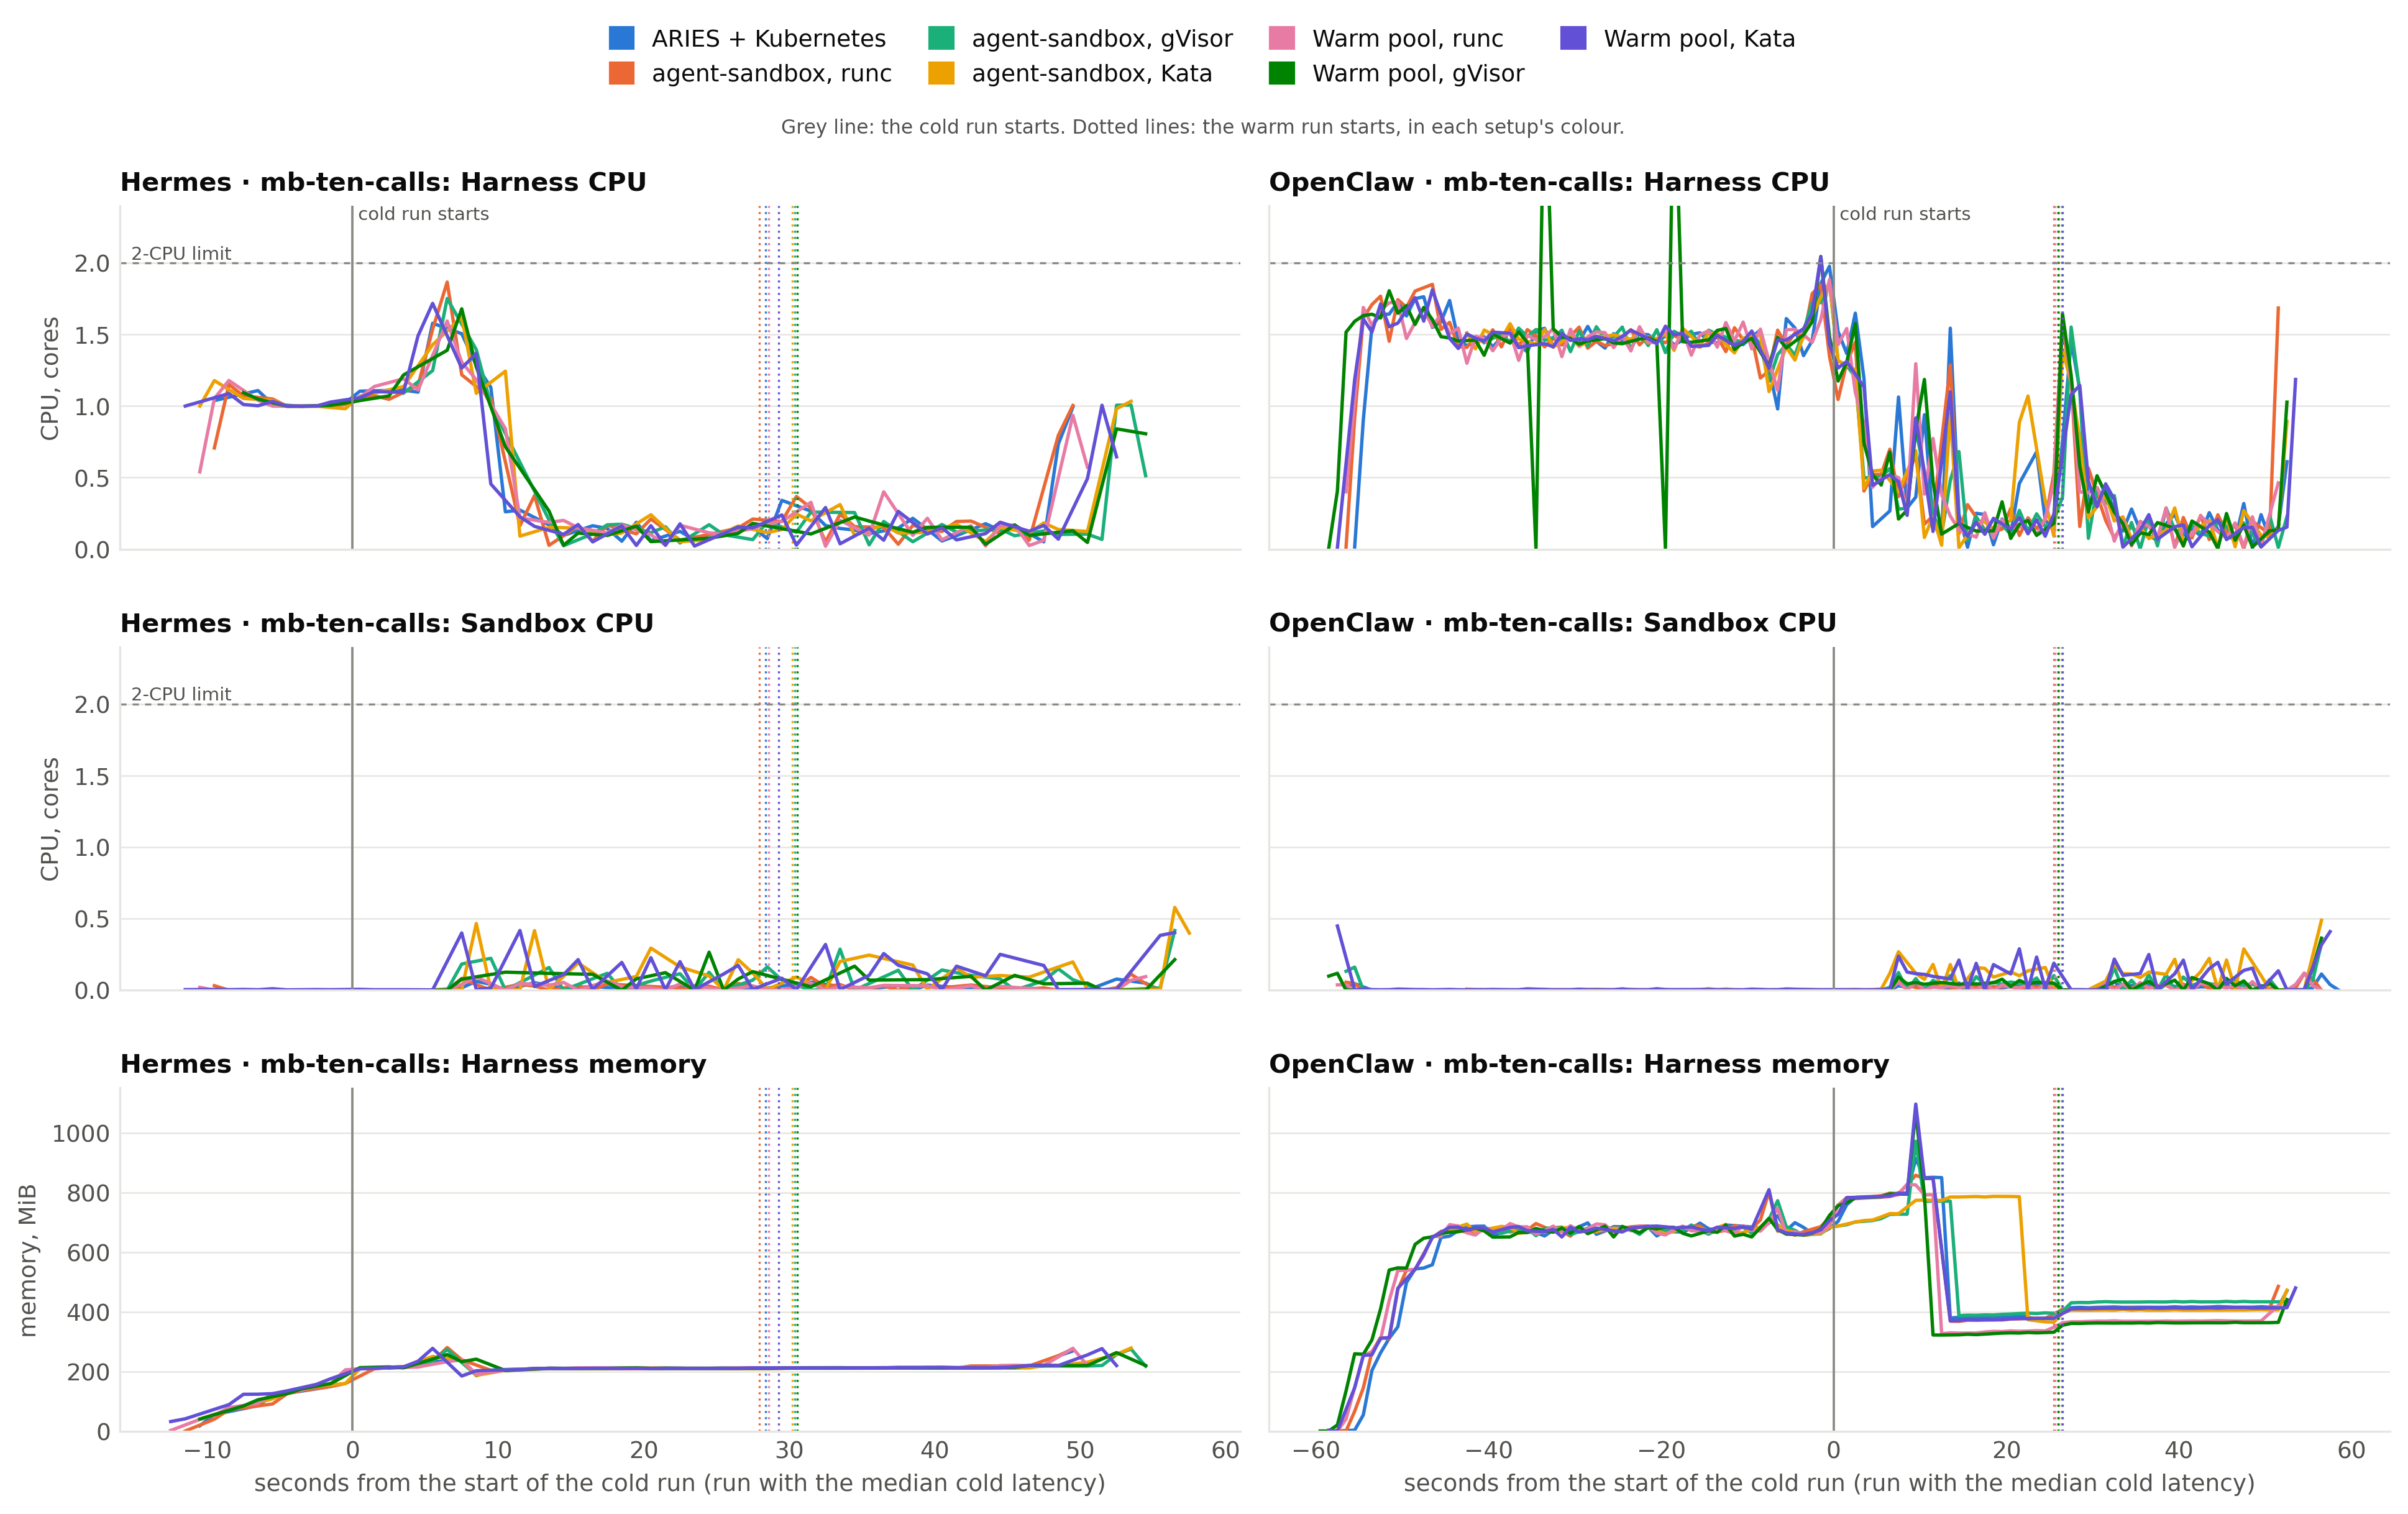 ARIES + Kubernetes
agent-sandbox, gVisor
Warm pool, runc
Warm pool, Kata
agent-sandbox, runc
agent-sandbox, Kata
Warm pool, gVisor
Grey line: the cold run starts. Dotted lines: the warm run starts, in each setup's colour.
Hermes · mb-ten-calls: Harness CPU
OpenClaw · mb-ten-calls: Harness CPU
cold run starts
cold run starts
2-CPU limit
2.0
1.5
1.0
0.5
0.0
CPU, cores
Hermes · mb-ten-calls: Sandbox CPU
OpenClaw · mb-ten-calls: Sandbox CPU
2-CPU limit
2.0
1.5
1.0
0.5
0.0
CPU, cores
Hermes · mb-ten-calls: Harness memory
OpenClaw · mb-ten-calls: Harness memory
1000
800
600
400
200
0
memory, MiB
−10 0 10 20 30 40 50 60
−60 −40 −20 0 20 40 60
seconds from the start of the cold run (run with the median cold latency)
seconds from the start of the cold run (run with the median cold latency)